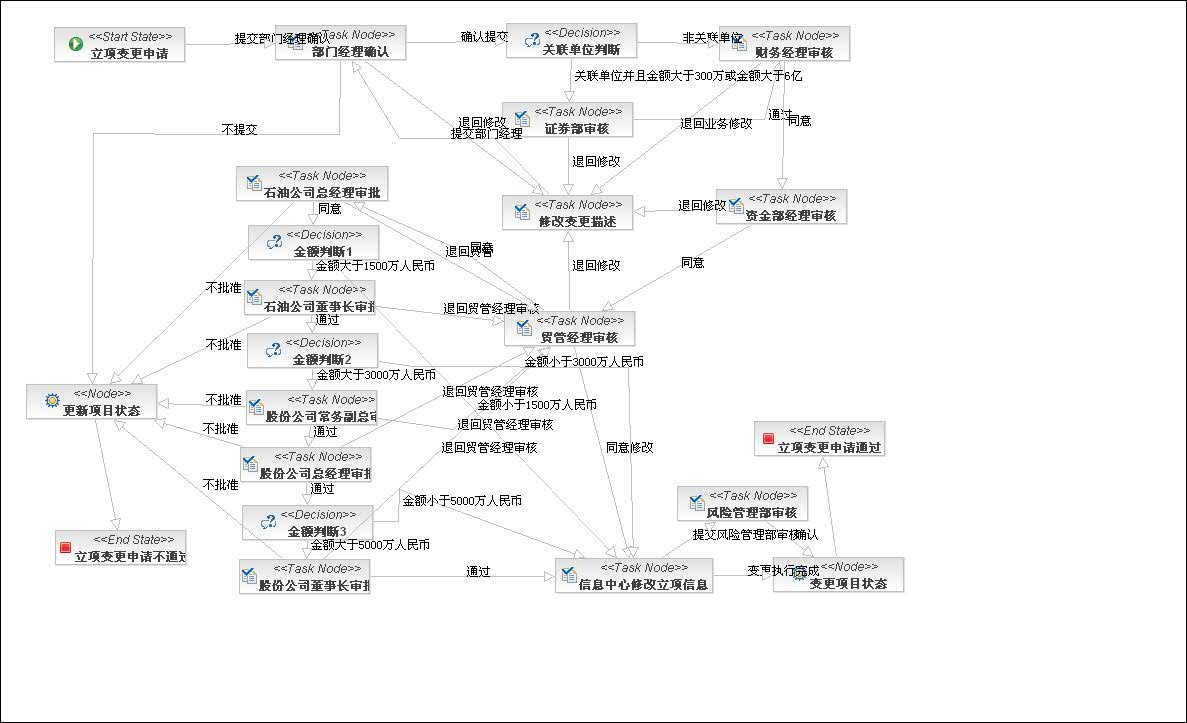 <<Start State>>
立项变更申请
提交部门经理确认
<<Task Node>>
部门经理确认
确认提交
<<Decision>>
关联单位判断
非关联单位
<<Task Node>>
财务经理审核
关联单位并且金额大于300万或金额大于6亿
<<Task Node>>
证券部审核
通过
同意
退回修改
提交部门经理
退回业务修改
不提交
退回修改
<<Task Node>>
石油公司总经理审批
同意
<<Task Node>>
修改变更描述
退回修改
<<Task Node>>
资金部经理审核
<<Decision>>
金额判断1
同意
退回贸管
金额大于1500万人民币
退回修改
同意
不批准
<<Task Node>>
石油公司董事长审批
退回贸管经理审核
通过
<<Task Node>>
贸管经理审核
不批准
<<Decision>>
金额判断2
金额小于3000万人民币
金额大于3000万人民币
<<Node>>
更新项目状态
不批准
<<Task Node>>
股份公司常务副总审
退回贸管经理审核
金额小于1500万人民币
不批准
通过
退回贸管经理审核
<<End State>>
立项变更申请通过
<<Task Node>>
股份公司总经理审批
退回贸管经理审核
同意修改
不批准
通过
金额小于5000万人民币
<<Task Node>>
风险管理部审核
<<Decision>>
金额判断3
提交风险管理部审核
确认
<<End State>>
立项变更申请不通过
金额大于5000万人民币
<<Task Node>>
股份公司董事长审批
通过
<<Task Node>>
信息中心修改立项信息
变更执行完成
<<Node>>
变更项目状态